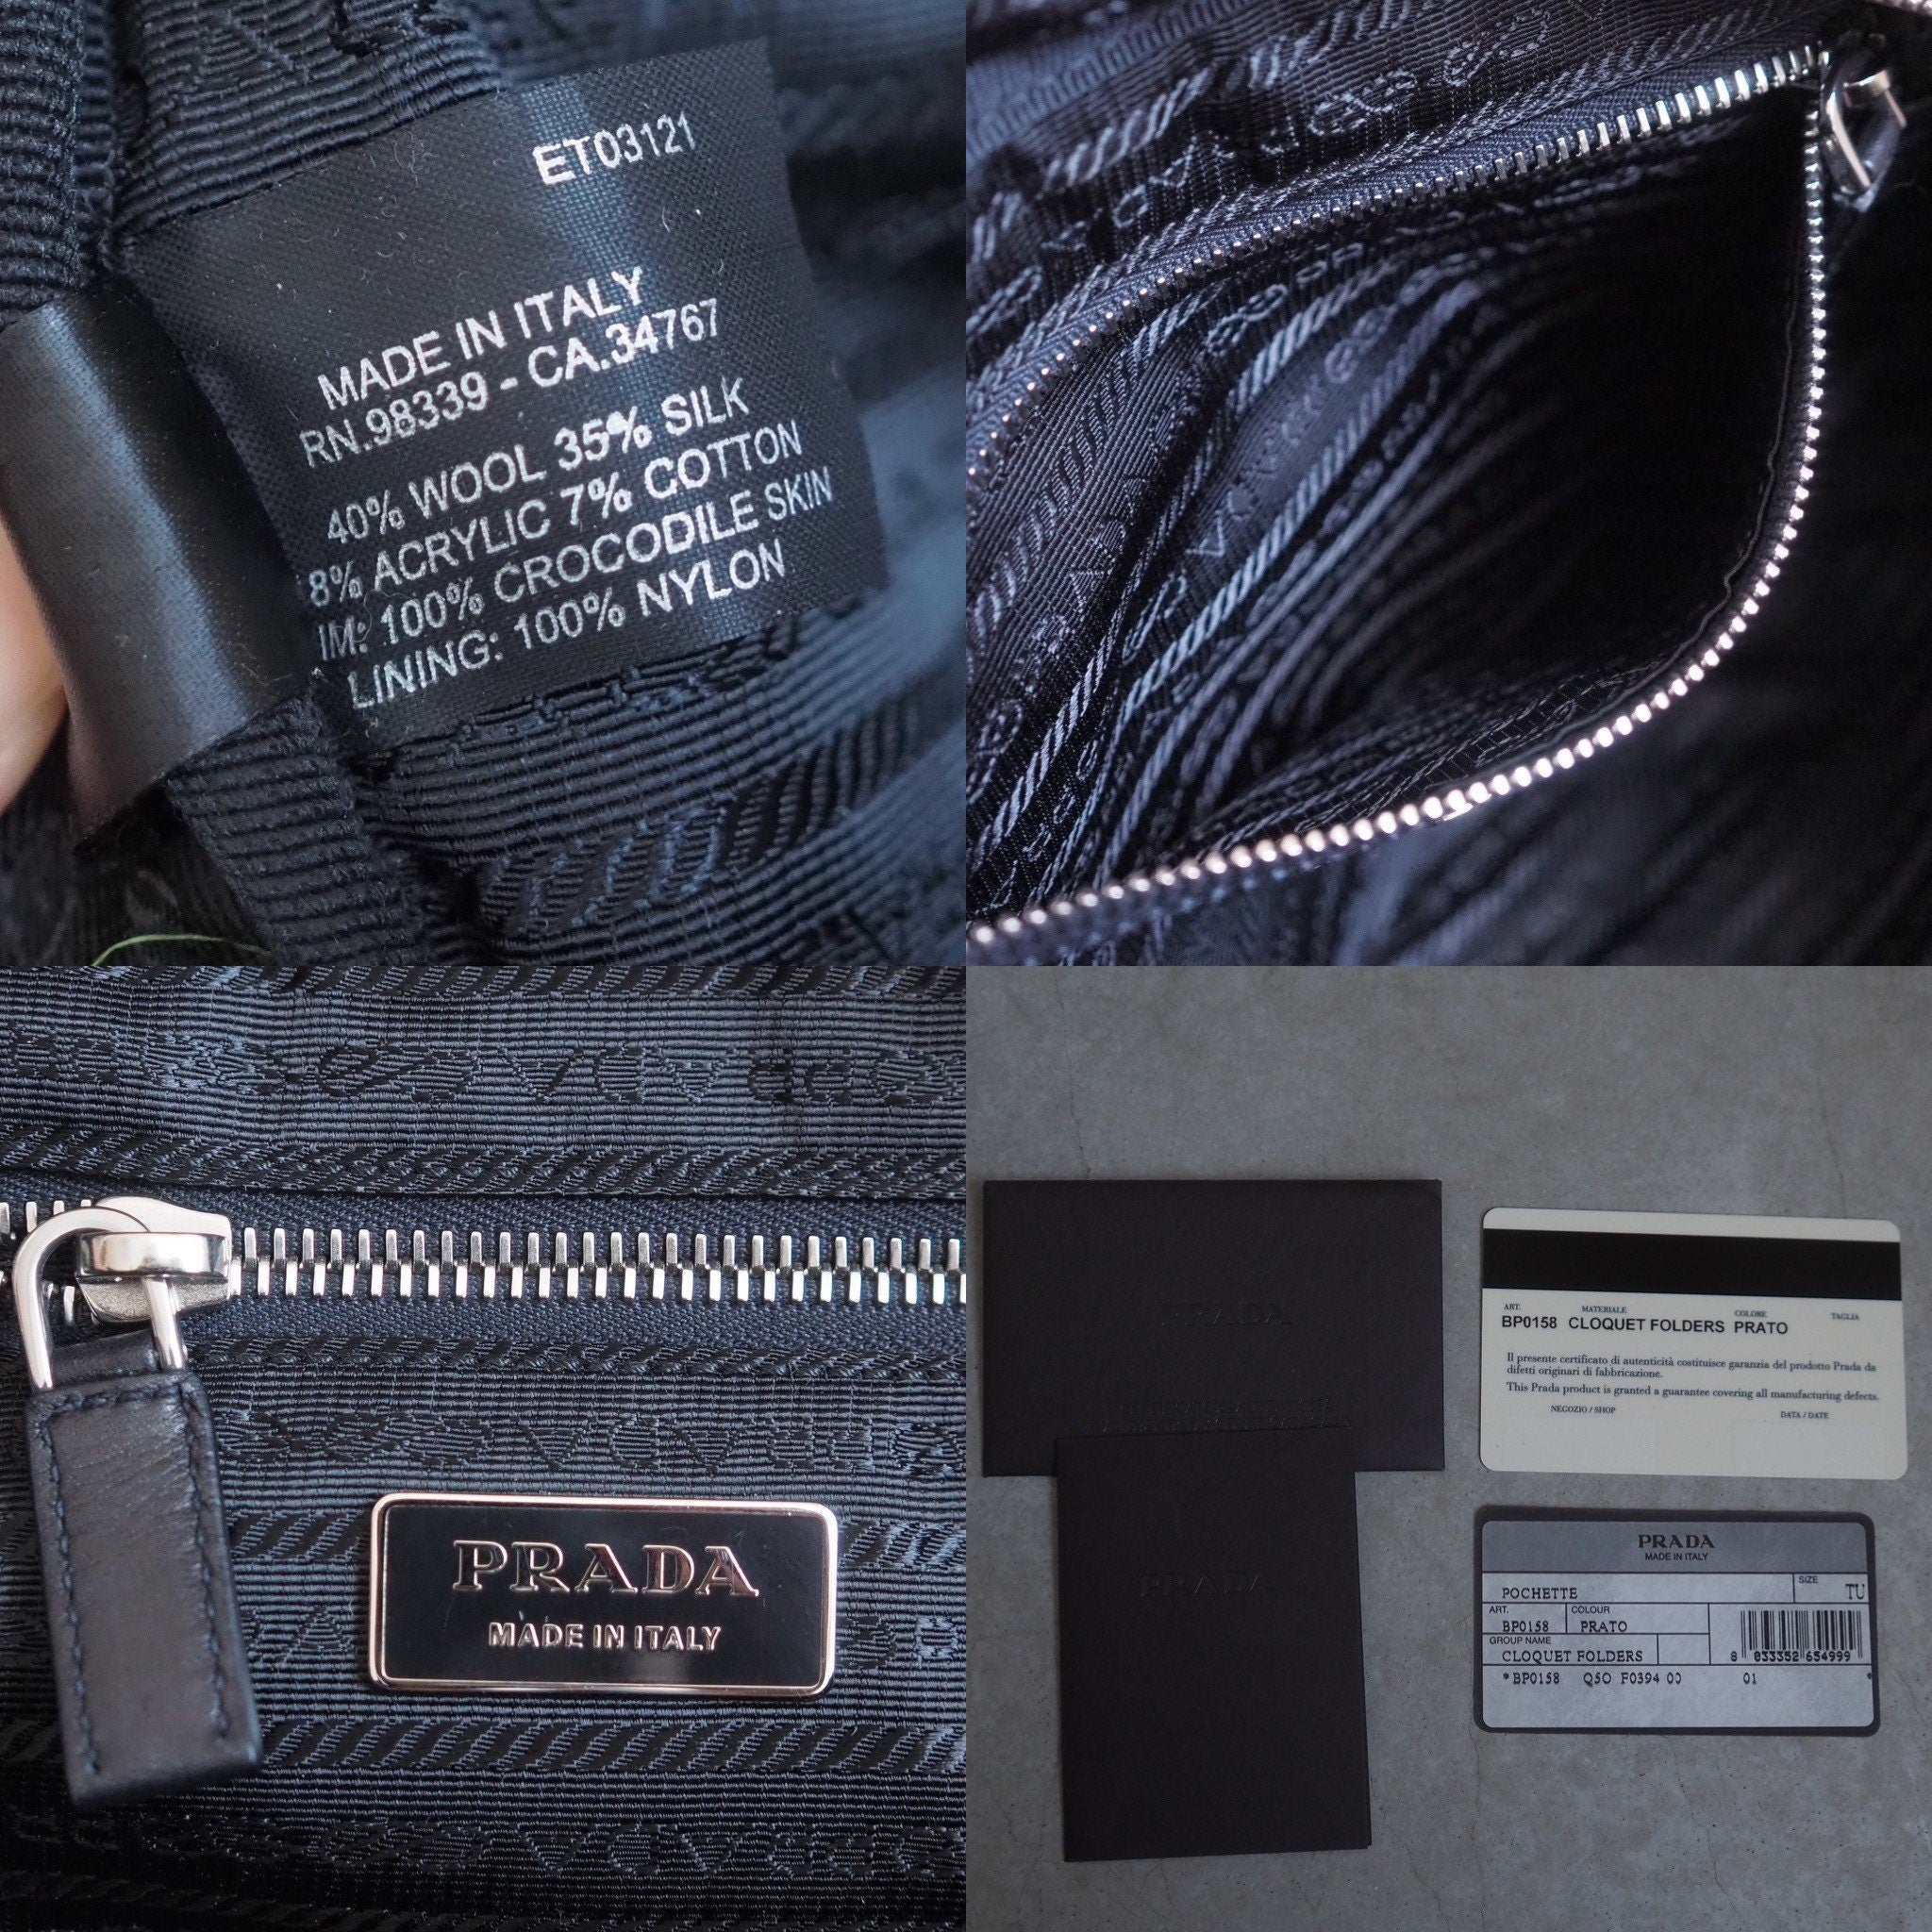 ET03121
MADE IN ITALY
RN.98339 - CA.34767
40% WOOL 35% SILK
8% ACRYLIC 7% COTTON
IM: 100% CROCODILE SKIN
LINING: 100% NYLON
PRADA
MADE IN ITALY
PRADA
PRADA
ART. MATERIALE COLORE TAGLIA
BP0158 CLOQUET FOLDERS PRATO
Il presente certificato di autenticità costituisce garanzia del prodotto Prada da
difetti originari di fabbricazione.
This Prada product is granted a guarantee covering all manufacturing defects.
NEGOZIO / SHOP DATA / DATE
PRADA
MADE IN ITALY
POCHETTE SIZE TU
ART. COLOUR
BP0158 PRATO
GROUP NAME
CLOQUET FOLDERS 8 033352 654999
*BP0158 Q5O F0394 00 01 *